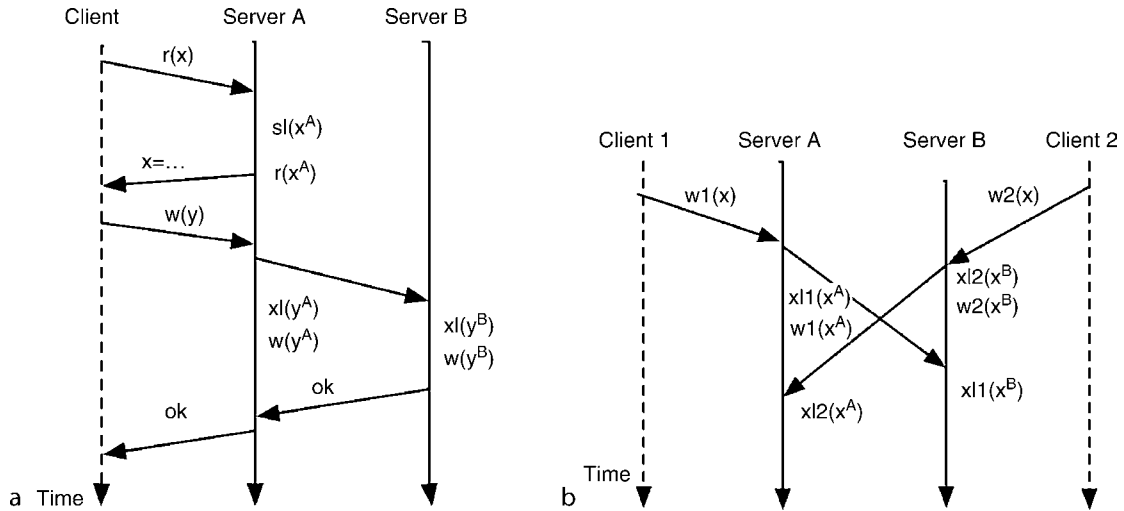 Client Server A Server B
r(x)
sl(x^A)
x=...
r(x^A)
w(y)
xl(y^A)
w(y^A)
xl(y^B)
w(y^B)
ok
ok
a Time
Client 1 Server A Server B Client 2
w1(x)
w2(x)
xl2(x^B)
w2(x^B)
xl1(x^A)
w1(x^A)
xl1(x^B)
xl2(x^A)
Time
b